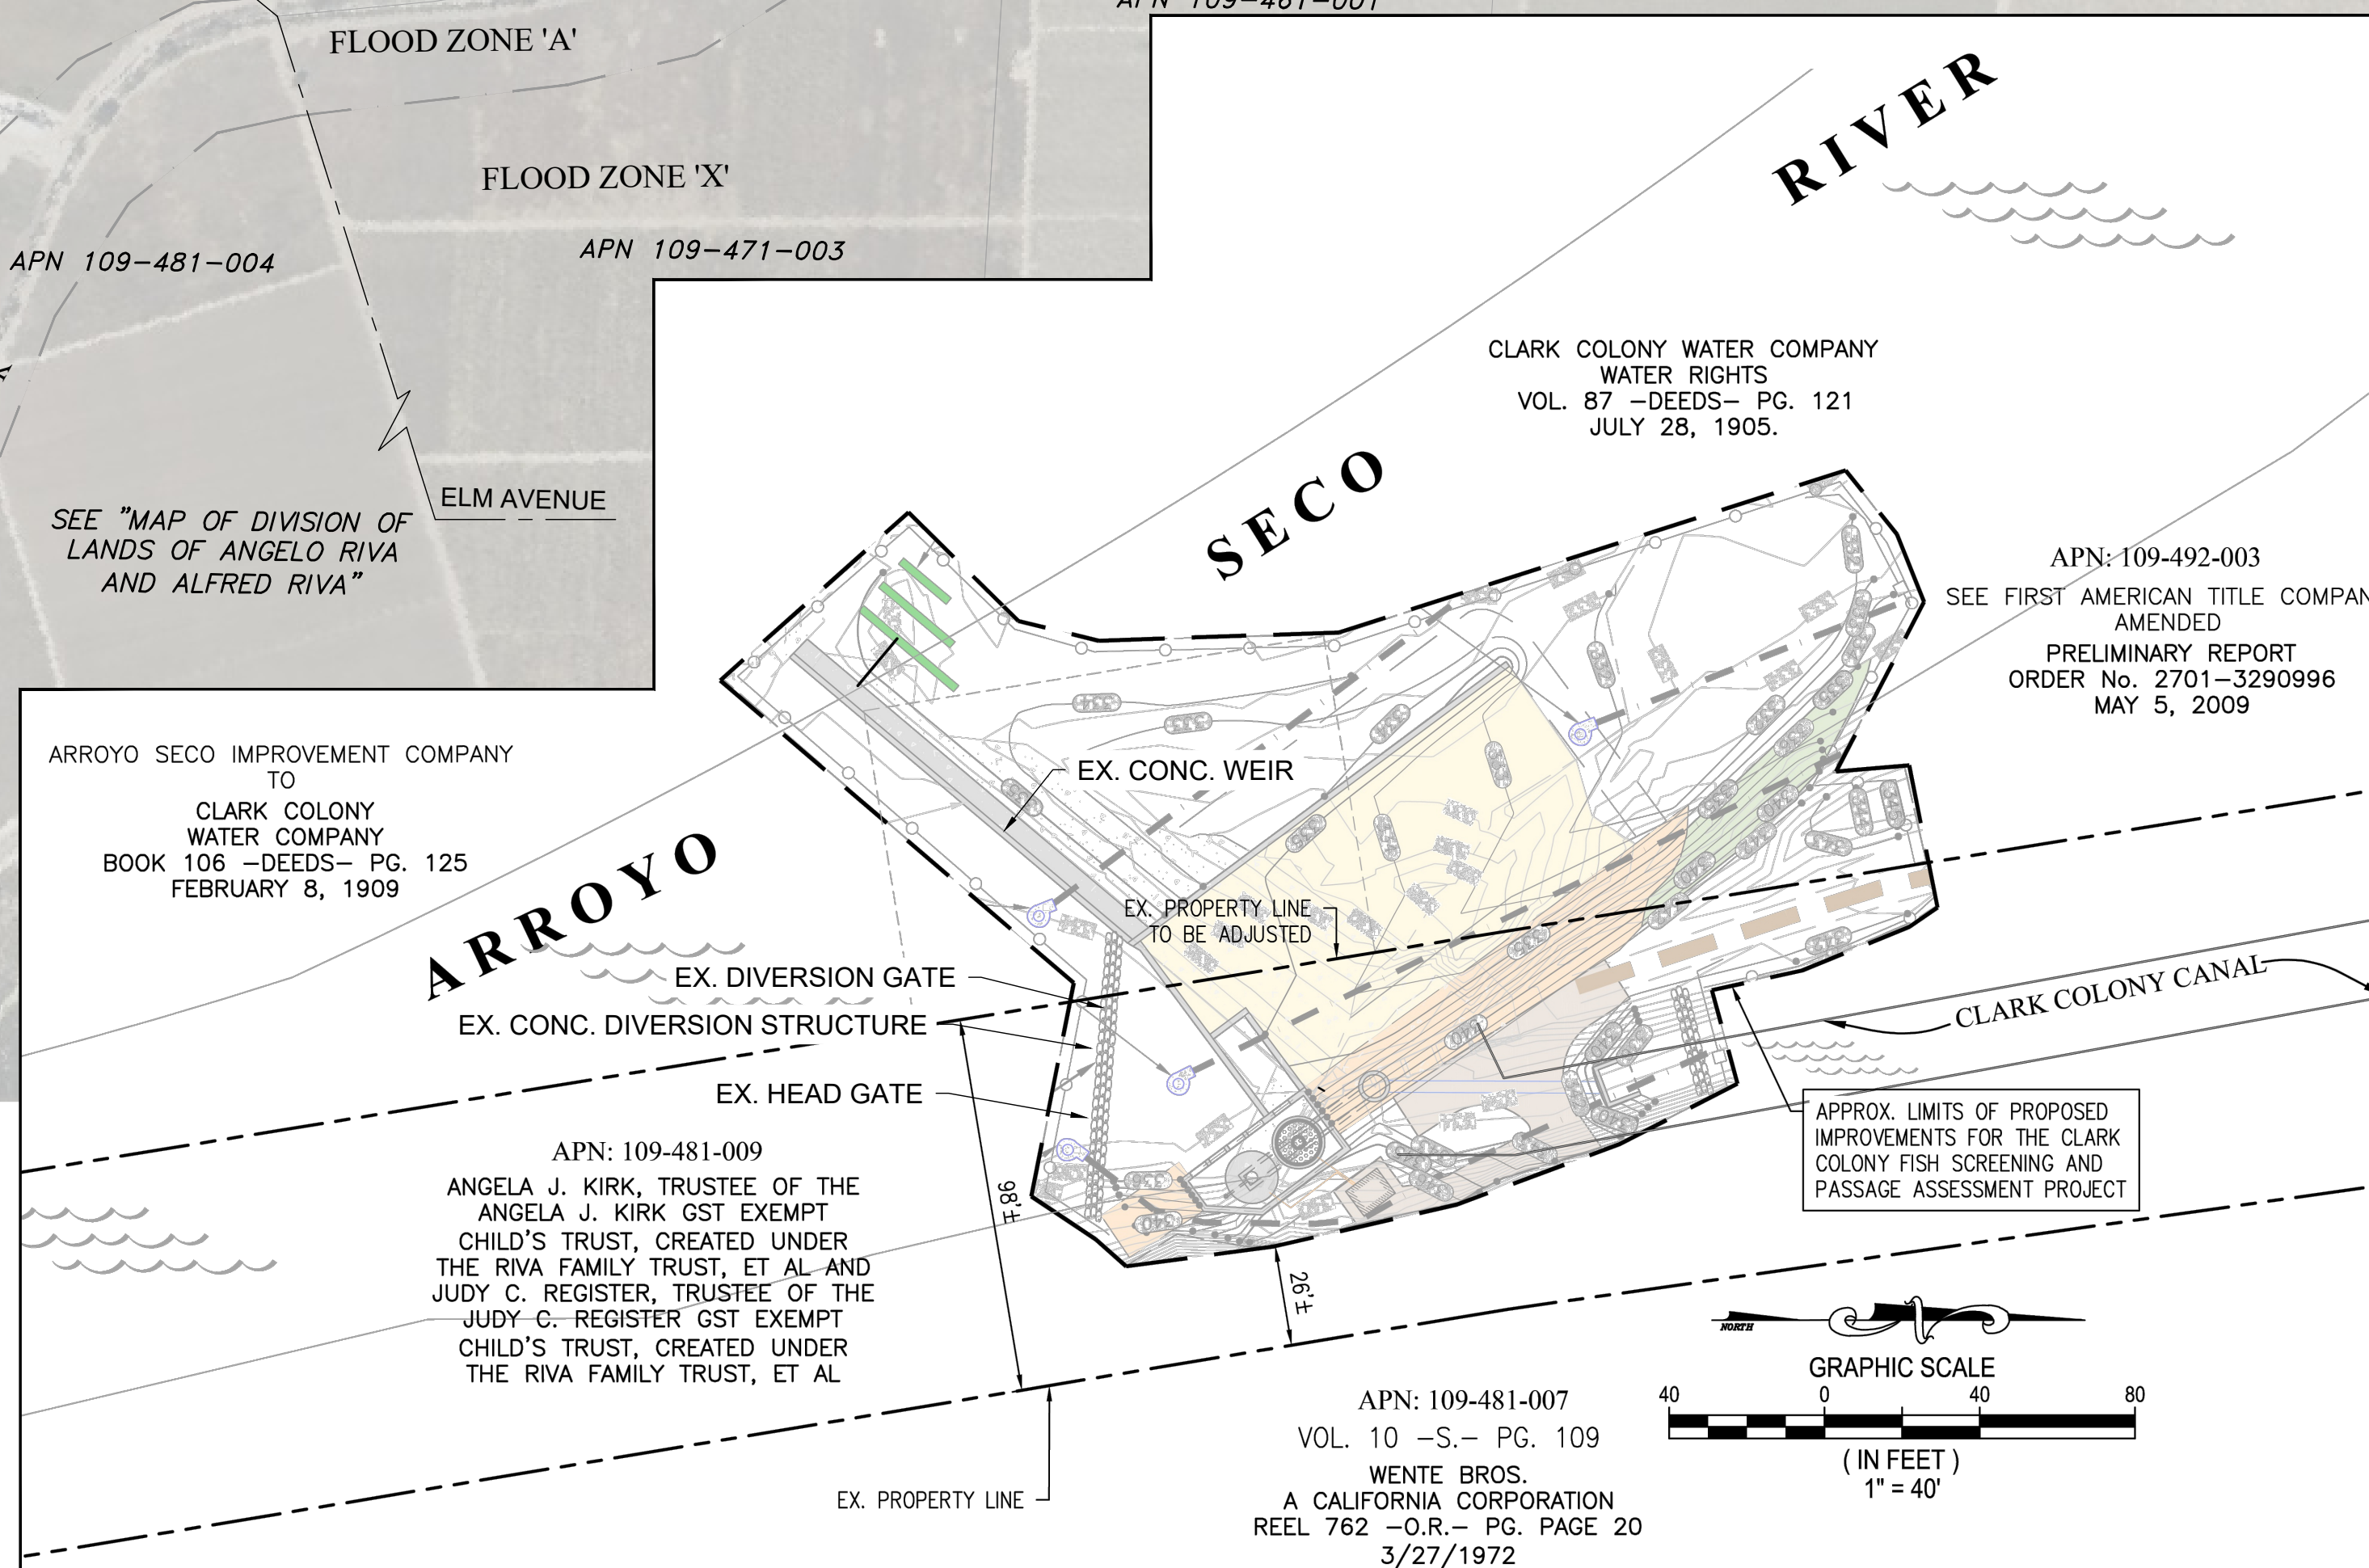 APN 109-461-001
FLOOD ZONE 'A'
FLOOD ZONE 'X'
APN 109-481-004
APN 109-471-003
ELM AVENUE
SEE "MAP OF DIVISION OF
LANDS OF ANGELO RIVA
AND ALFRED RIVA"
ARROYO SECO RIVER
CLARK COLONY WATER COMPANY
WATER RIGHTS
VOL. 87 -DEEDS- PG. 121
JULY 28, 1905.
APN: 109-492-003
SEE FIRST AMERICAN TITLE COMPAN
AMENDED
PRELIMINARY REPORT
ORDER No. 2701-3290996
MAY 5, 2009
ARROYO SECO IMPROVEMENT COMPANY
TO
CLARK COLONY
WATER COMPANY
BOOK 106 -DEEDS- PG. 125
FEBRUARY 8, 1909
EX. CONC. WEIR
EX. PROPERTY LINE
TO BE ADJUSTED
EX. DIVERSION GATE
EX. CONC. DIVERSION STRUCTURE
EX. HEAD GATE
CLARK COLONY CANAL
APPROX. LIMITS OF PROPOSED
IMPROVEMENTS FOR THE CLARK
COLONY FISH SCREENING AND
PASSAGE ASSESSMENT PROJECT
APN: 109-481-009
ANGELA J. KIRK, TRUSTEE OF THE
ANGELA J. KIRK GST EXEMPT
CHILD'S TRUST, CREATED UNDER
THE RIVA FAMILY TRUST, ET AL AND
JUDY C. REGISTER, TRUSTEE OF THE
JUDY C. REGISTER GST EXEMPT
CHILD'S TRUST, CREATED UNDER
THE RIVA FAMILY TRUST, ET AL
98'±
26'±
EX. PROPERTY LINE
APN: 109-481-007
VOL. 10 -S.- PG. 109
WENTE BROS.
A CALIFORNIA CORPORATION
REEL 762 -O.R.- PG. PAGE 20
3/27/1972
NORTH
GRAPHIC SCALE
40 0 40 80
( IN FEET )
1" = 40'